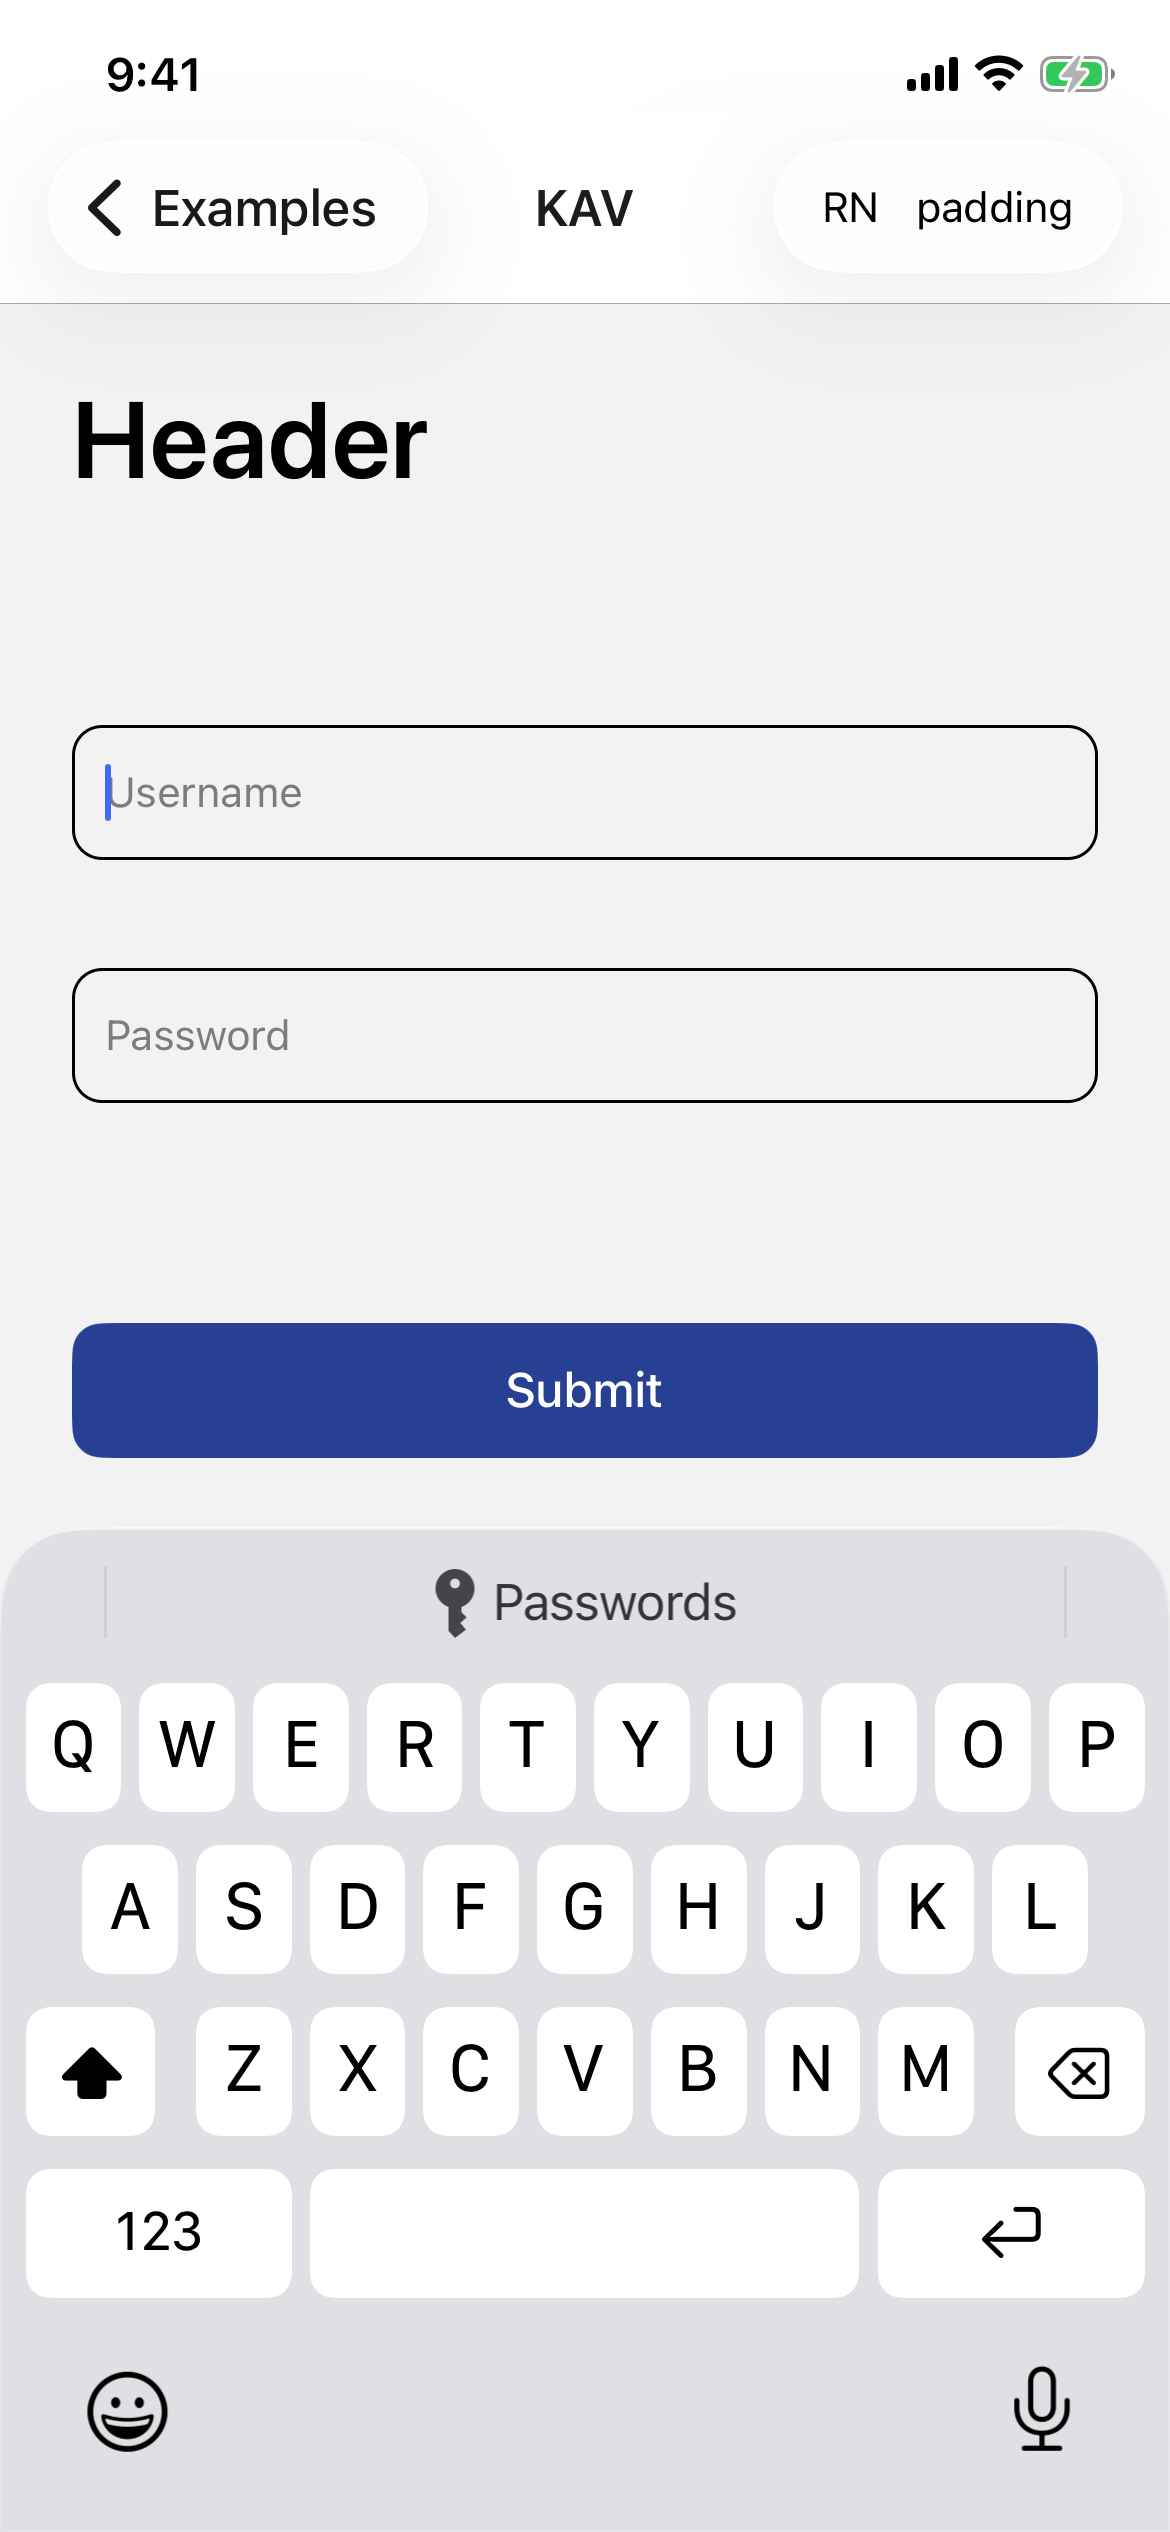 9:41
Examples KAV RN padding
Header
Username
Password
Submit
Passwords
Q W E R T Y U I O P
A S D F G H J K L
Z X C V B N M
123